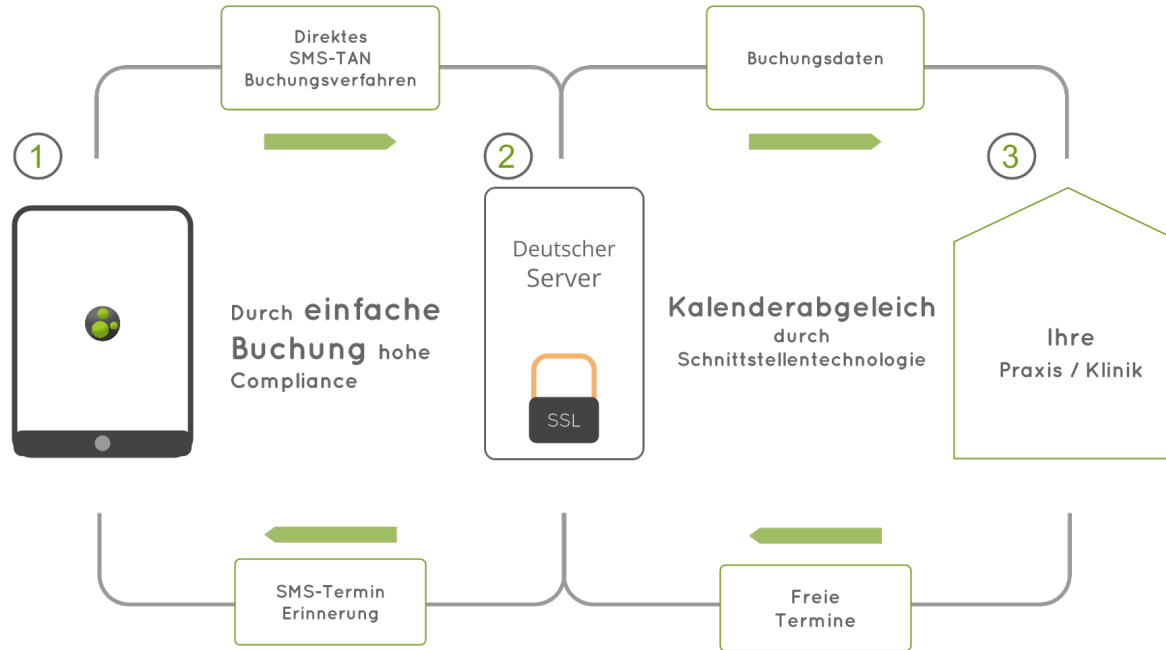 Direktes
SMS-TAN
Buchungsverfahren
Buchungsdaten
1
2
3
Durch einfache
Buchung hohe
Compliance
Deutscher
Server
SSL
Kalenderabgeleich
durch
Schnittstellentechnologie
Ihre
Praxis / Klinik
SMS-Termin
Erinnerung
Freie
Termine